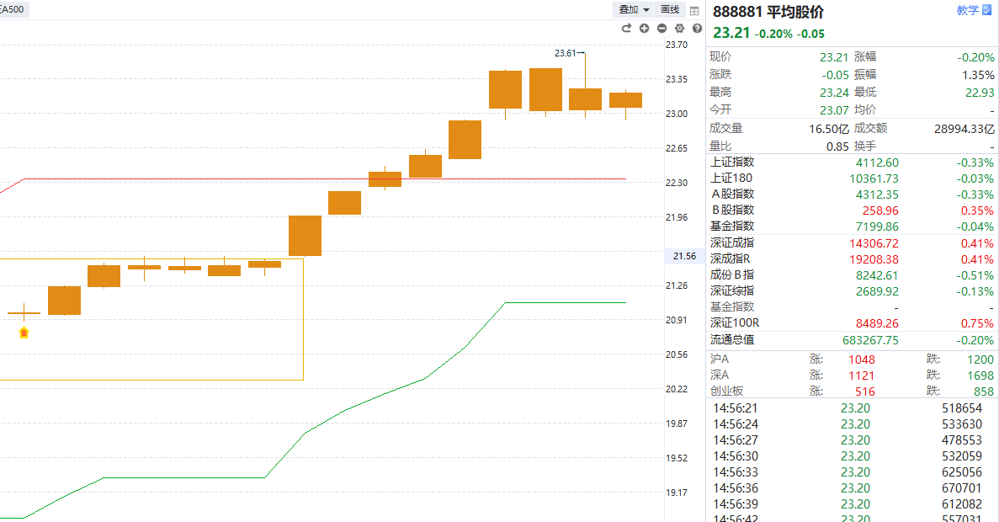 A500
叠加 画线
888881 平均股价 教学
23.21 -0.20% -0.05
23.70
23.61→
23.35
23.00
22.65
22.30
21.96
21.56
21.26
20.91
20.56
20.22
19.87
19.52
19.17
B
现价 23.21 涨幅 -0.20%
涨跌 -0.05 振幅 1.35%
最高 23.24 最低 22.93
今开 23.07 均价 -
成交量 16.50亿 成交额 28994.33亿
量比 0.85 换手 -
上证指数 4112.60 -0.33%
上证180 10361.73 -0.03%
A股指数 4312.35 -0.33%
B股指数 258.96 0.35%
基金指数 7199.86 -0.04%
深证成指 14306.72 0.41%
深成指R 19208.38 0.41%
成份B指 8242.61 -0.51%
深证综指 2689.92 -0.13%
基金指数 - -
深证100R 8489.26 0.75%
流通总值 683267.75 -0.20%
沪A 涨: 1048 跌: 1200
深A 涨: 1121 跌: 1698
创业板 涨: 516 跌: 858
14:56:21 23.20 518654
14:56:24 23.20 533630
14:56:27 23.20 478553
14:56:30 23.20 532059
14:56:33 23.20 625056
14:56:36 23.20 670701
14:56:39 23.20 612082
14:56:42 23.20 557031